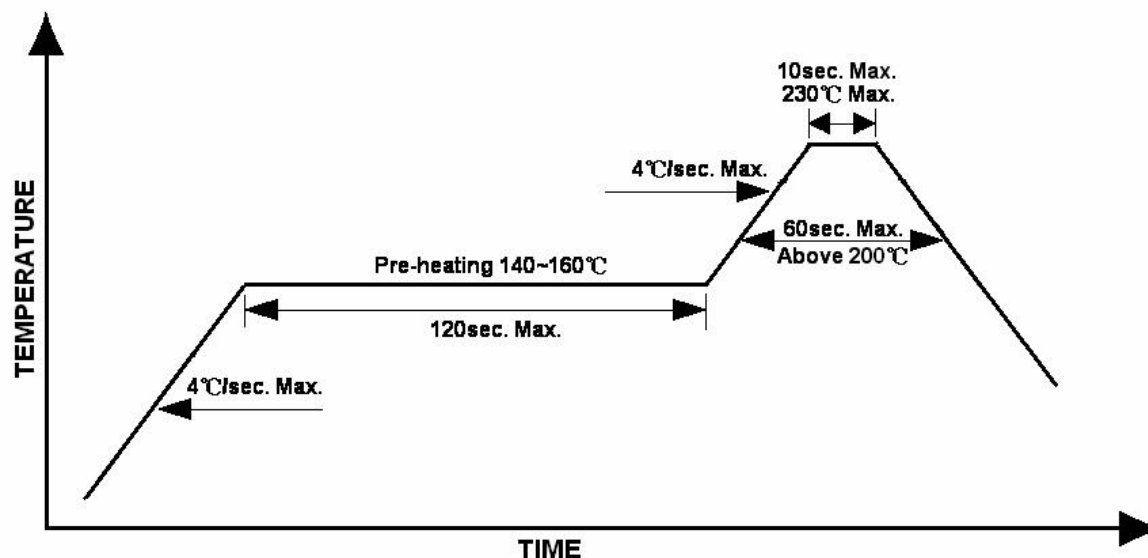 10sec. Max.
230℃ Max.
4℃/sec. Max.
60sec. Max.
Above 200℃
Pre-heating 140~160℃
120sec. Max.
4℃/sec. Max.
TEMPERATURE
TIME